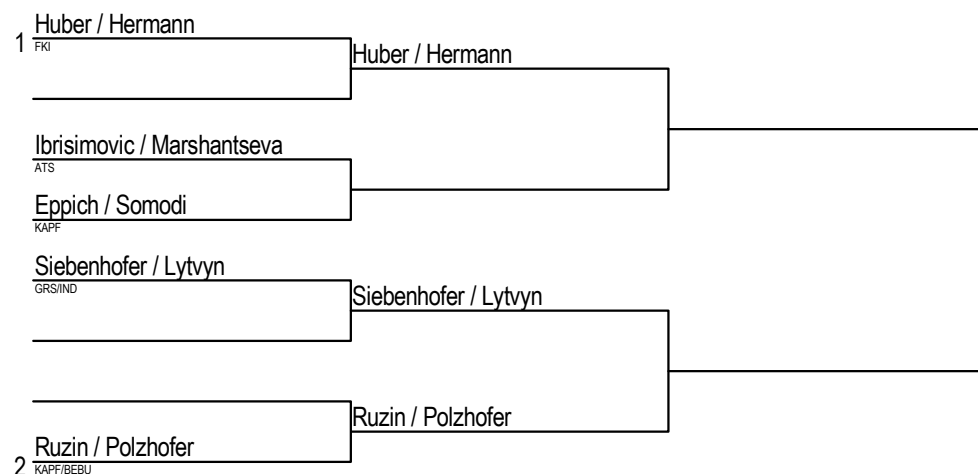 Huber / Hermann
1 FKI
Huber / Hermann
Ibrisimovic / Marshantseva
ATS
Eppich / Somodi
KAPF
Siebenhofer / Lytvyn
GRS/IND
Siebenhofer / Lytvyn
Ruzin / Polzhofer
Ruzin / Polzhofer
2 KAPF/BEBU